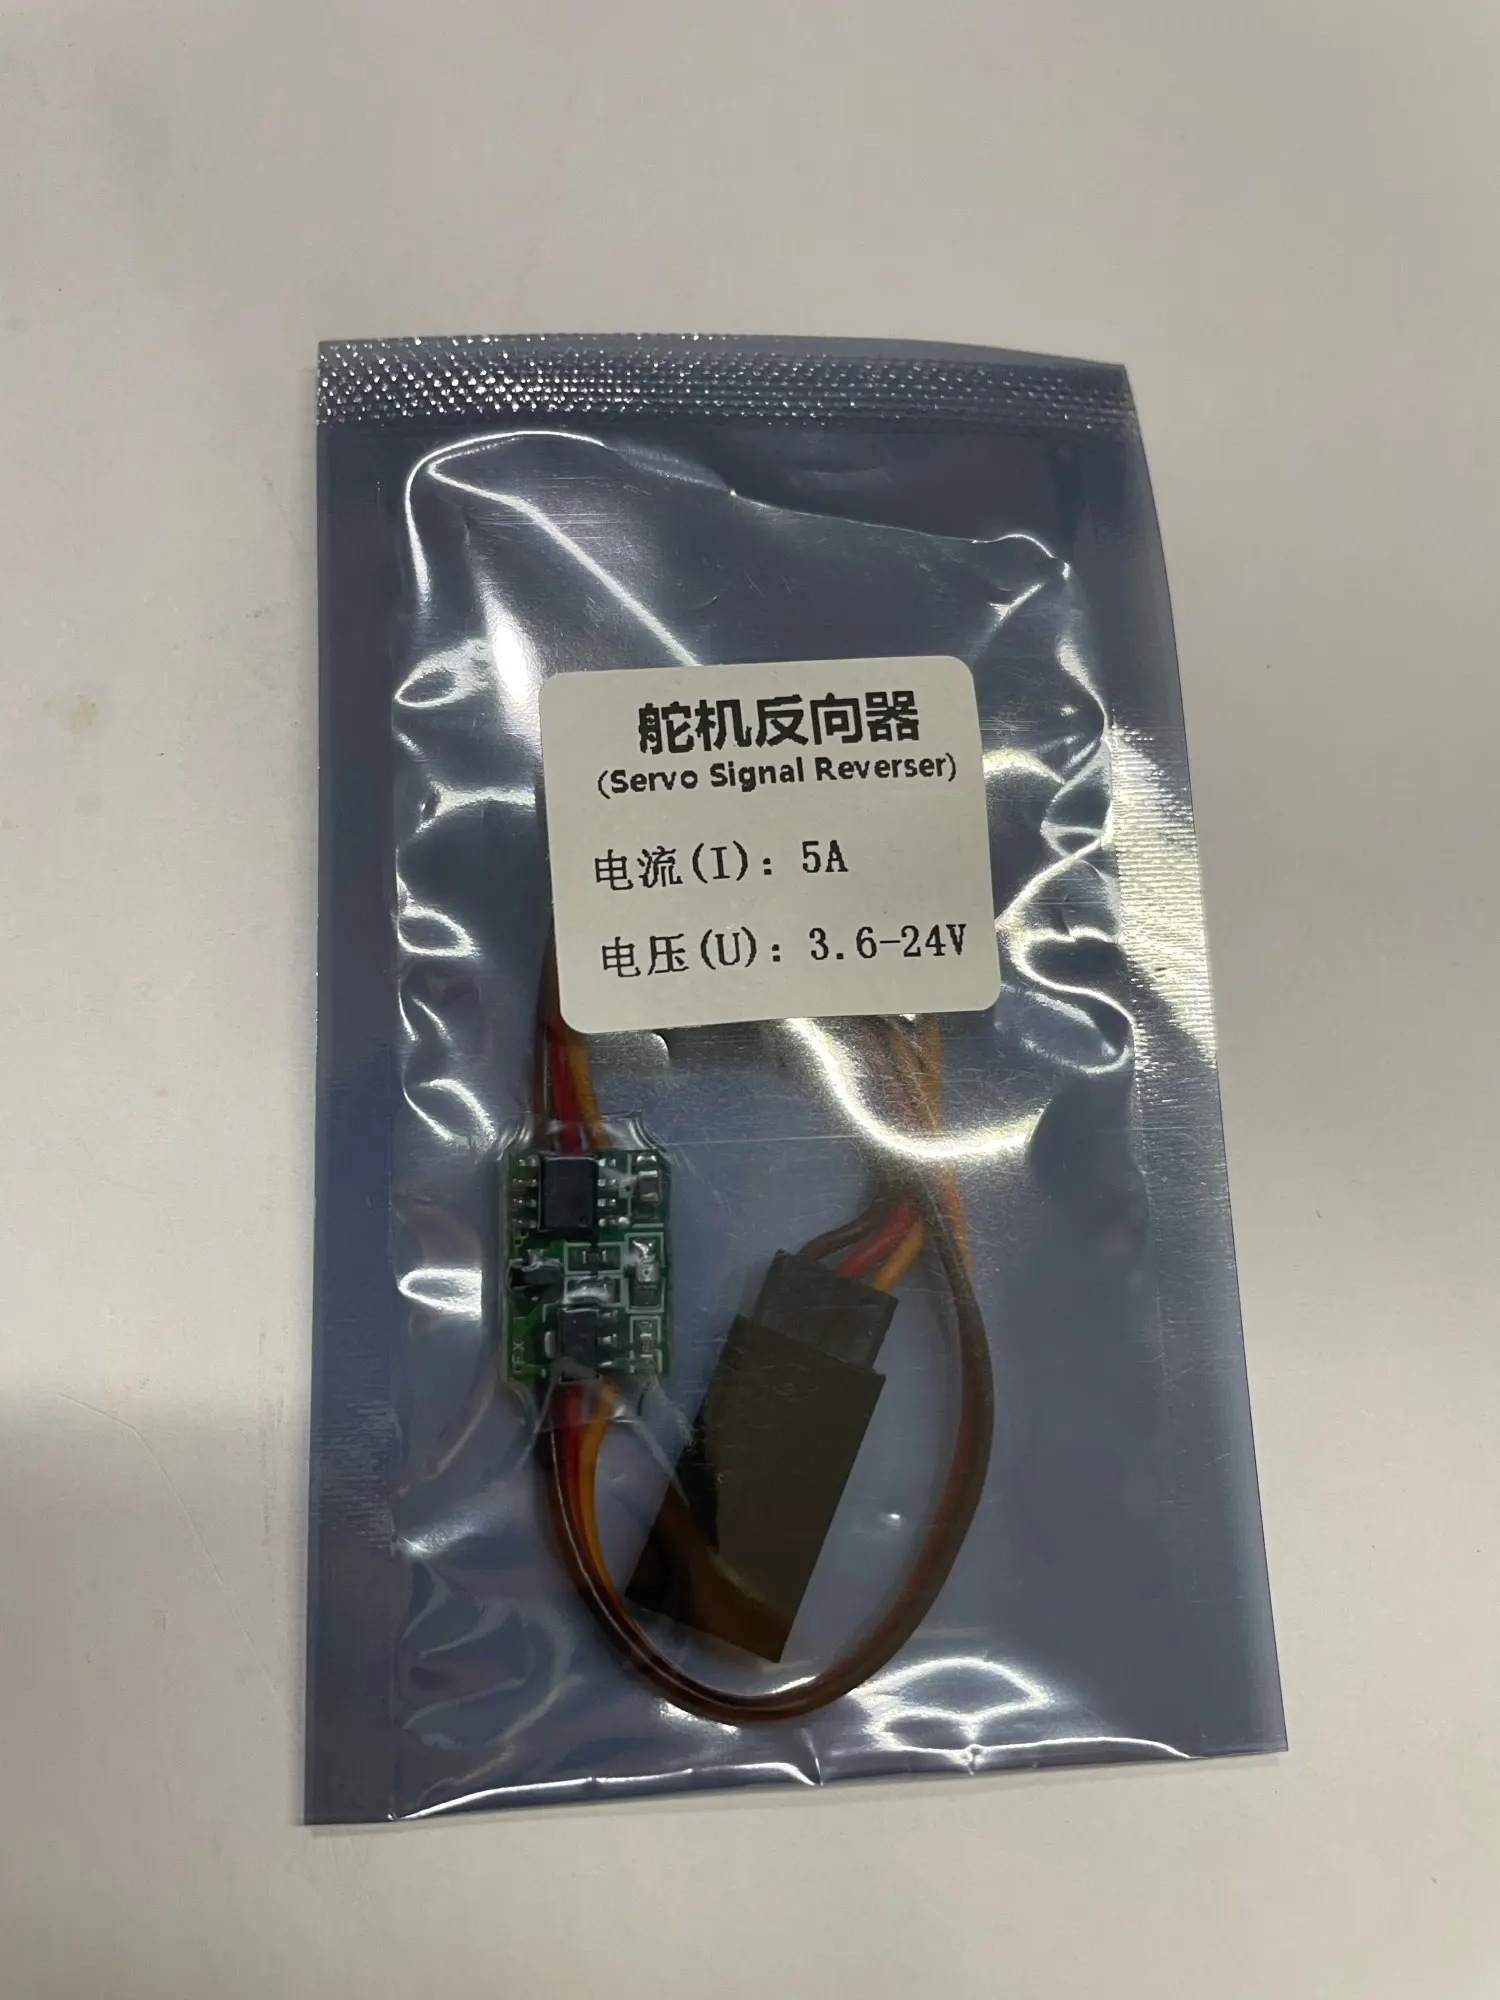 舵机反向器
(Servo Signal Reverser)
电流(I): 5A
电压(U): 3.6-24V